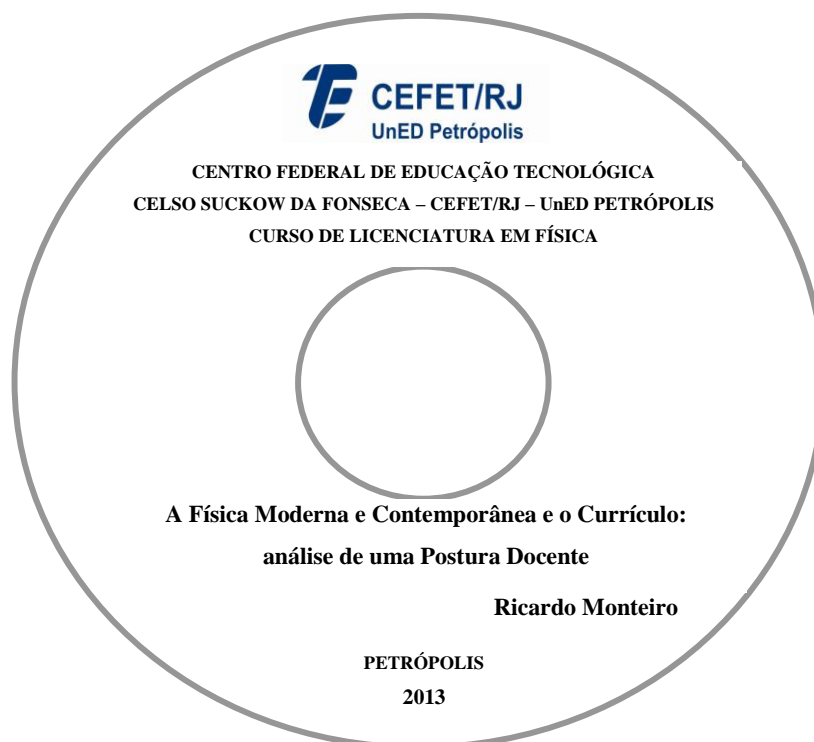 CEFET/RJ
UnED Petrópolis
CENTRO FEDERAL DE EDUCAÇÃO TECNOLÓGICA
CELSO SUCKOW DA FONSECA – CEFET/RJ – UnED PETRÓPOLIS
CURSO DE LICENCIATURA EM FÍSICA
A Física Moderna e Contemporânea e o Currículo:
análise de uma Postura Docente
Ricardo Monteiro
PETRÓPOLIS
2013